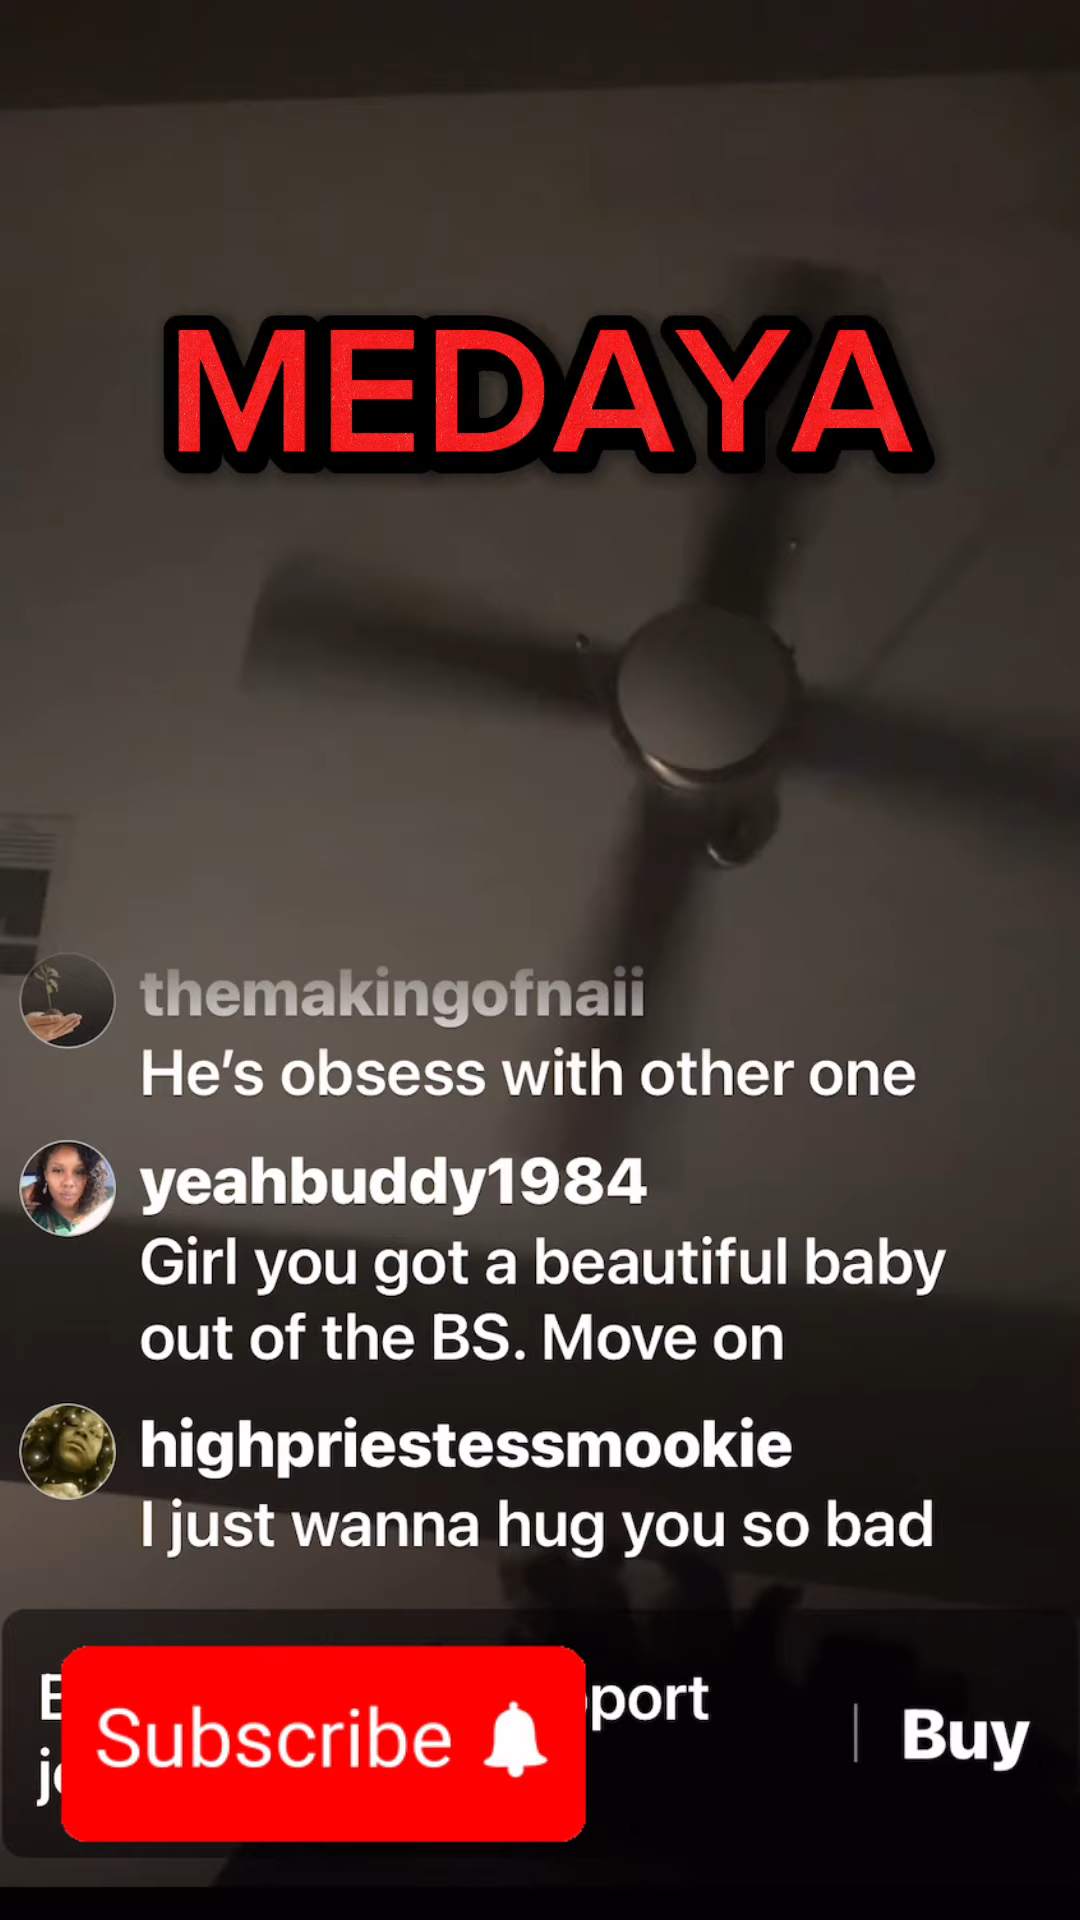 MEDAYA
themakingofnaii
He's obsess with other one
yeahbuddy1984
Girl you got a beautiful baby
out of the BS. Move on
highpriestessmookie
I just wanna hug you so bad
Subscribe
Buy